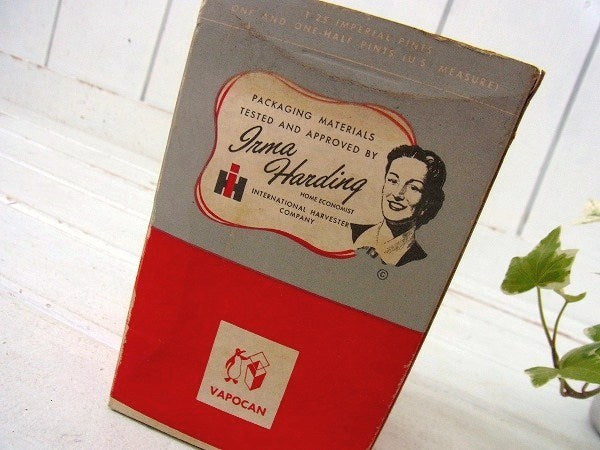 1.25 IMPERIAL PINTS
ONE AND ONE-HALF PINTS (U.S. MEASURE)
PACKAGING MATERIALS
TESTED AND APPROVED BY
Irma
Harding
HOME ECONOMIST
IH
INTERNATIONAL HARVESTER
COMPANY
©
VAPOCAN